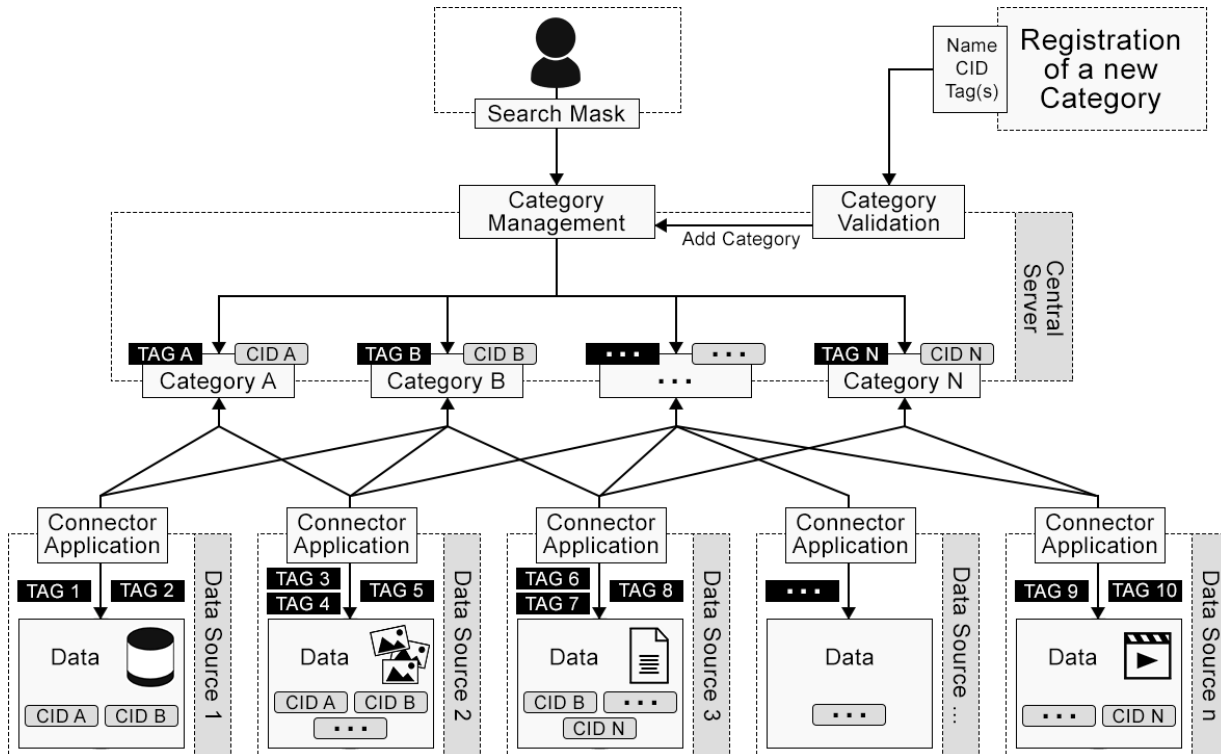 Name
CID
Tag(s)
Registration
of a new
Category
Search Mask
Category
Management
Category
Validation
Add Category
Central
Server
TAG A
CID A
Category A
TAG B
CID B
Category B
...
...
...
TAG N
CID N
Category N
Connector
Application
TAG 1
TAG 2
Data
CID A
CID B
Data Source 1
Connector
Application
TAG 3
TAG 4
TAG 5
Data
CID A
CID B
...
Data Source 2
Connector
Application
TAG 6
TAG 7
TAG 8
Data
CID B
...
CID N
Data Source 3
Connector
Application
...
Data
...
Data Source ...
Connector
Application
TAG 9
TAG 10
Data
...
CID N
Data Source n